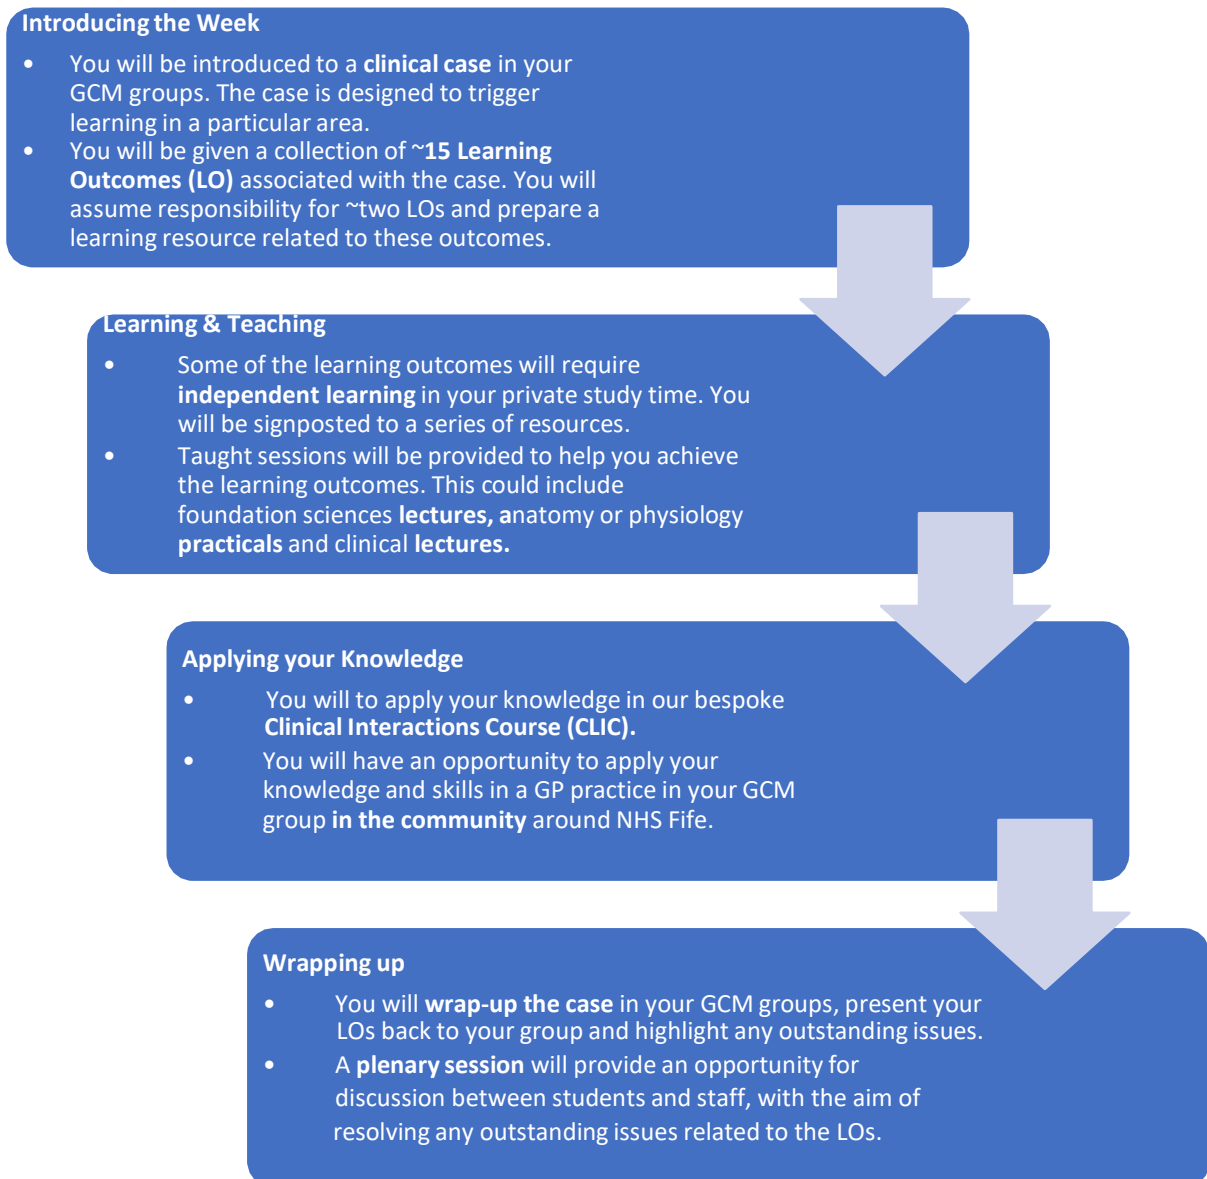 Introducing the Week
• You will be introduced to a clinical case in your
GCM groups. The case is designed to trigger
learning in a particular area.
• You will be given a collection of ~15 Learning
Outcomes (LO) associated with the case. You will
assume responsibility for ~two LOs and prepare a
learning resource related to these outcomes.
Learning & Teaching
• Some of the learning outcomes will require
independent learning in your private study time. You
will be signposted to a series of resources.
• Taught sessions will be provided to help you achieve
the learning outcomes. This could include
foundation sciences lectures, anatomy or physiology
practicals and clinical lectures.
Applying your Knowledge
• You will to apply your knowledge in our bespoke
Clinical Interactions Course (CLIC).
• You will have an opportunity to apply your
knowledge and skills in a GP practice in your GCM
group in the community around NHS Fife.
Wrapping up
• You will wrap-up the case in your GCM groups, present your
LOs back to your group and highlight any outstanding issues.
• A plenary session will provide an opportunity for
discussion between students and staff, with the aim of
resolving any outstanding issues related to the LOs.